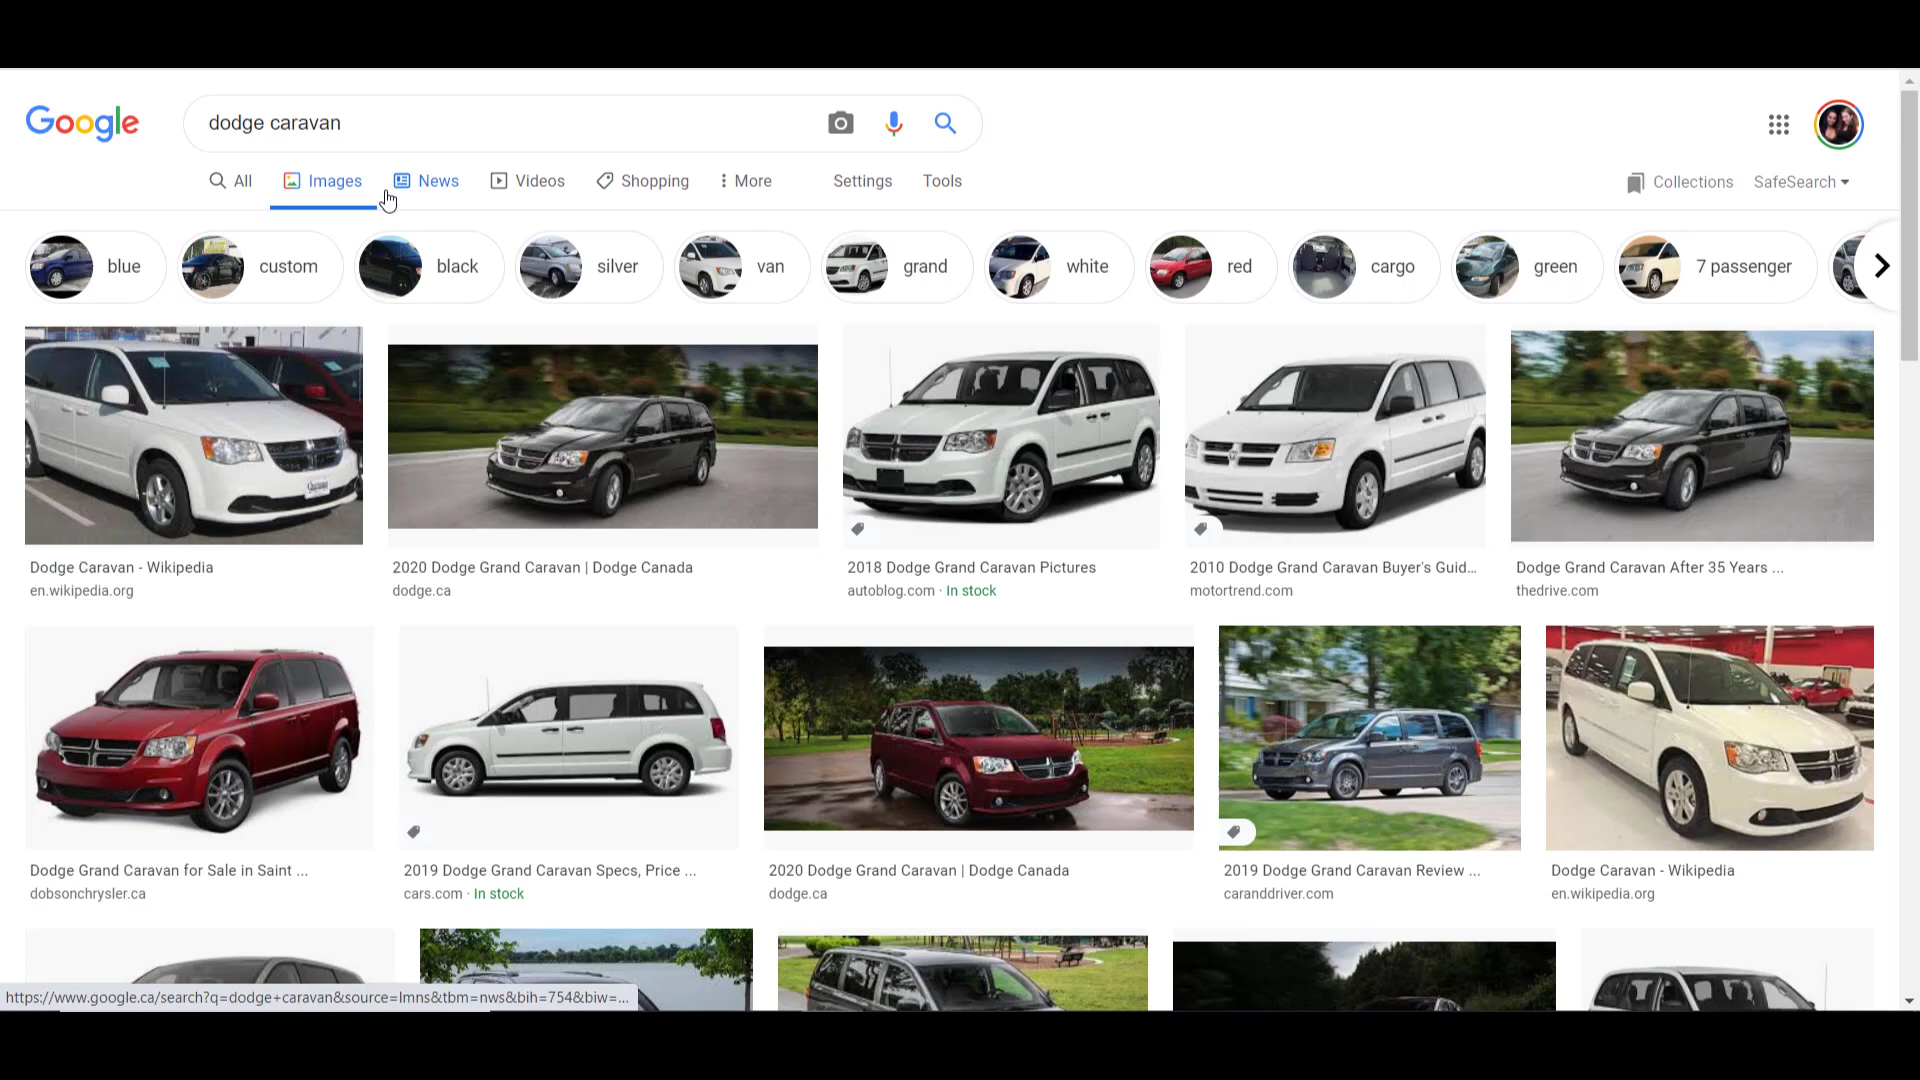 Google
dodge caravan
All Images News Videos Shopping More Settings Tools Collections SafeSearch
blue custom black silver van grand white red cargo green 7 passenger
Dodge Caravan - Wikipedia
en.wikipedia.org
2020 Dodge Grand Caravan | Dodge Canada
dodge.ca
2018 Dodge Grand Caravan Pictures
autoblog.com · In stock
2010 Dodge Grand Caravan Buyer's Guid...
motortrend.com
Dodge Grand Caravan After 35 Years ...
thedrive.com
Dodge Grand Caravan for Sale in Saint ...
dobsonchrysler.ca
2019 Dodge Grand Caravan Specs, Price ...
cars.com · In stock
2020 Dodge Grand Caravan | Dodge Canada
dodge.ca
2019 Dodge Grand Caravan Review ...
caranddriver.com
Dodge Caravan - Wikipedia
en.wikipedia.org
https://www.google.ca/search?q=dodge+caravan&source=lmns&tbm=nws&bih=754&biw=...